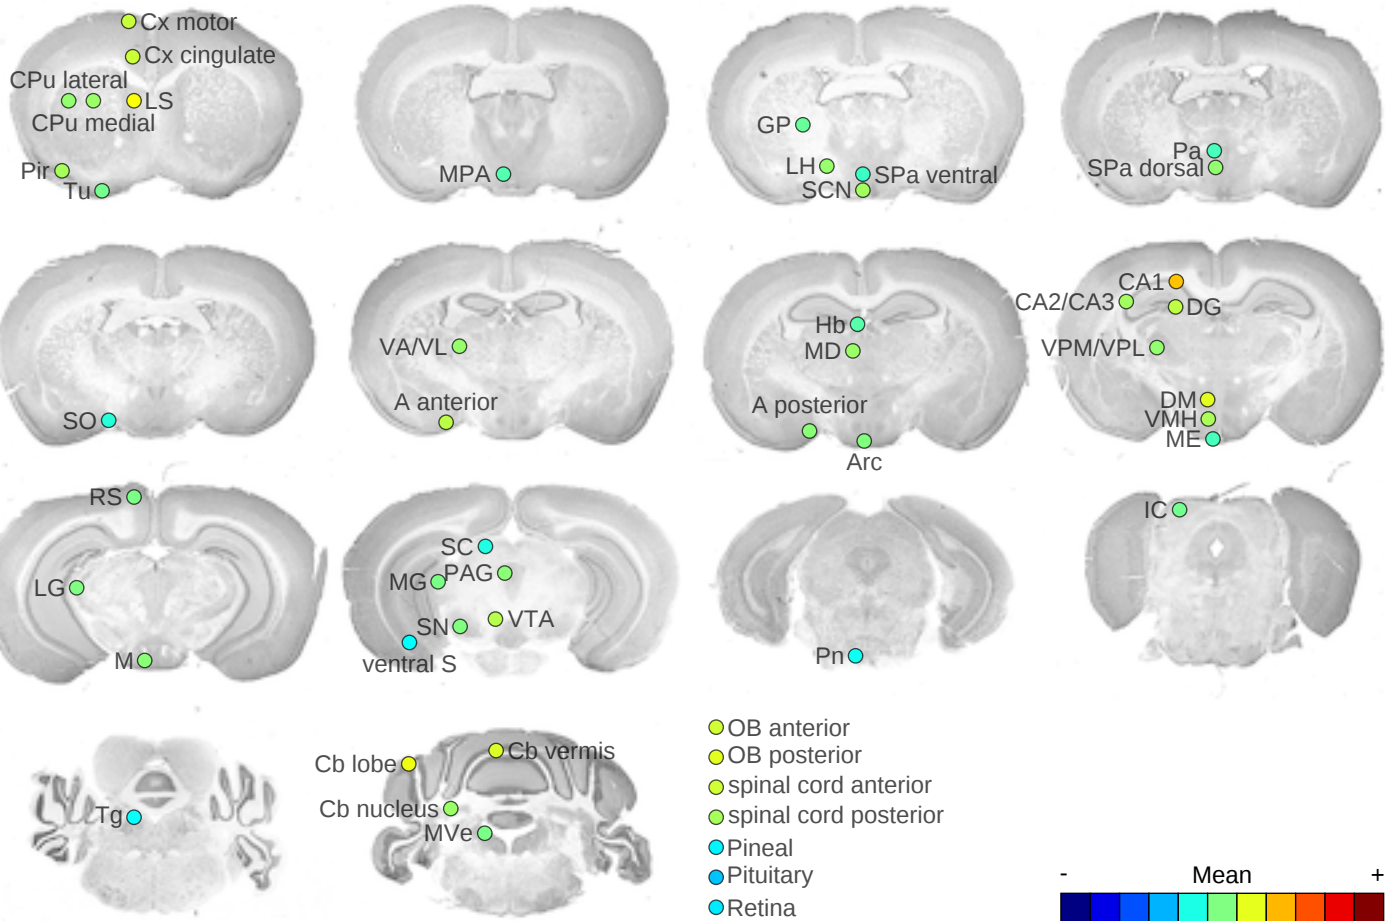 Cx motor
Cx cingulate
CPu lateral
LS
CPu medial
Pir
Tu
MPA
GP
LH
SPa ventral
SCN
Pa
SPa dorsal
SO
VA/VL
A anterior
Hb
MD
A posterior
Arc
CA1
CA2/CA3
DG
VPM/VPL
DM
VMH
ME
RS
LG
M
SC
MG
PAG
SN
VTA
ventral S
Pn
IC
Tg
Cb lobe
Cb vermis
Cb nucleus
MVe
OB anterior
OB posterior
spinal cord anterior
spinal cord posterior
Pineal
Pituitary
Retina
- Mean +